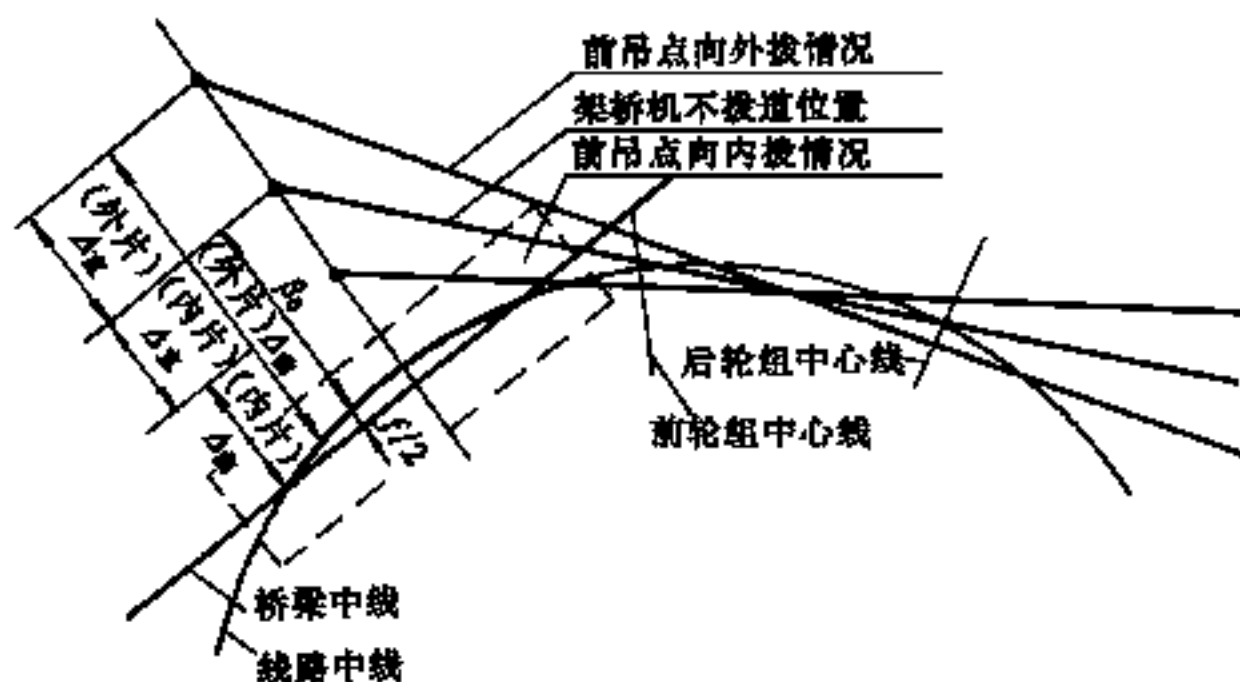 前吊点向外拨情况
架桥机不拨道位置
前吊点向内拨情况
(外片)
Δ
(内片)
Δ
(外片)Δ
β₀
(内片)
Δ
f/2
后轮组中心线
前轮组中心线
桥梁中线
线路中线